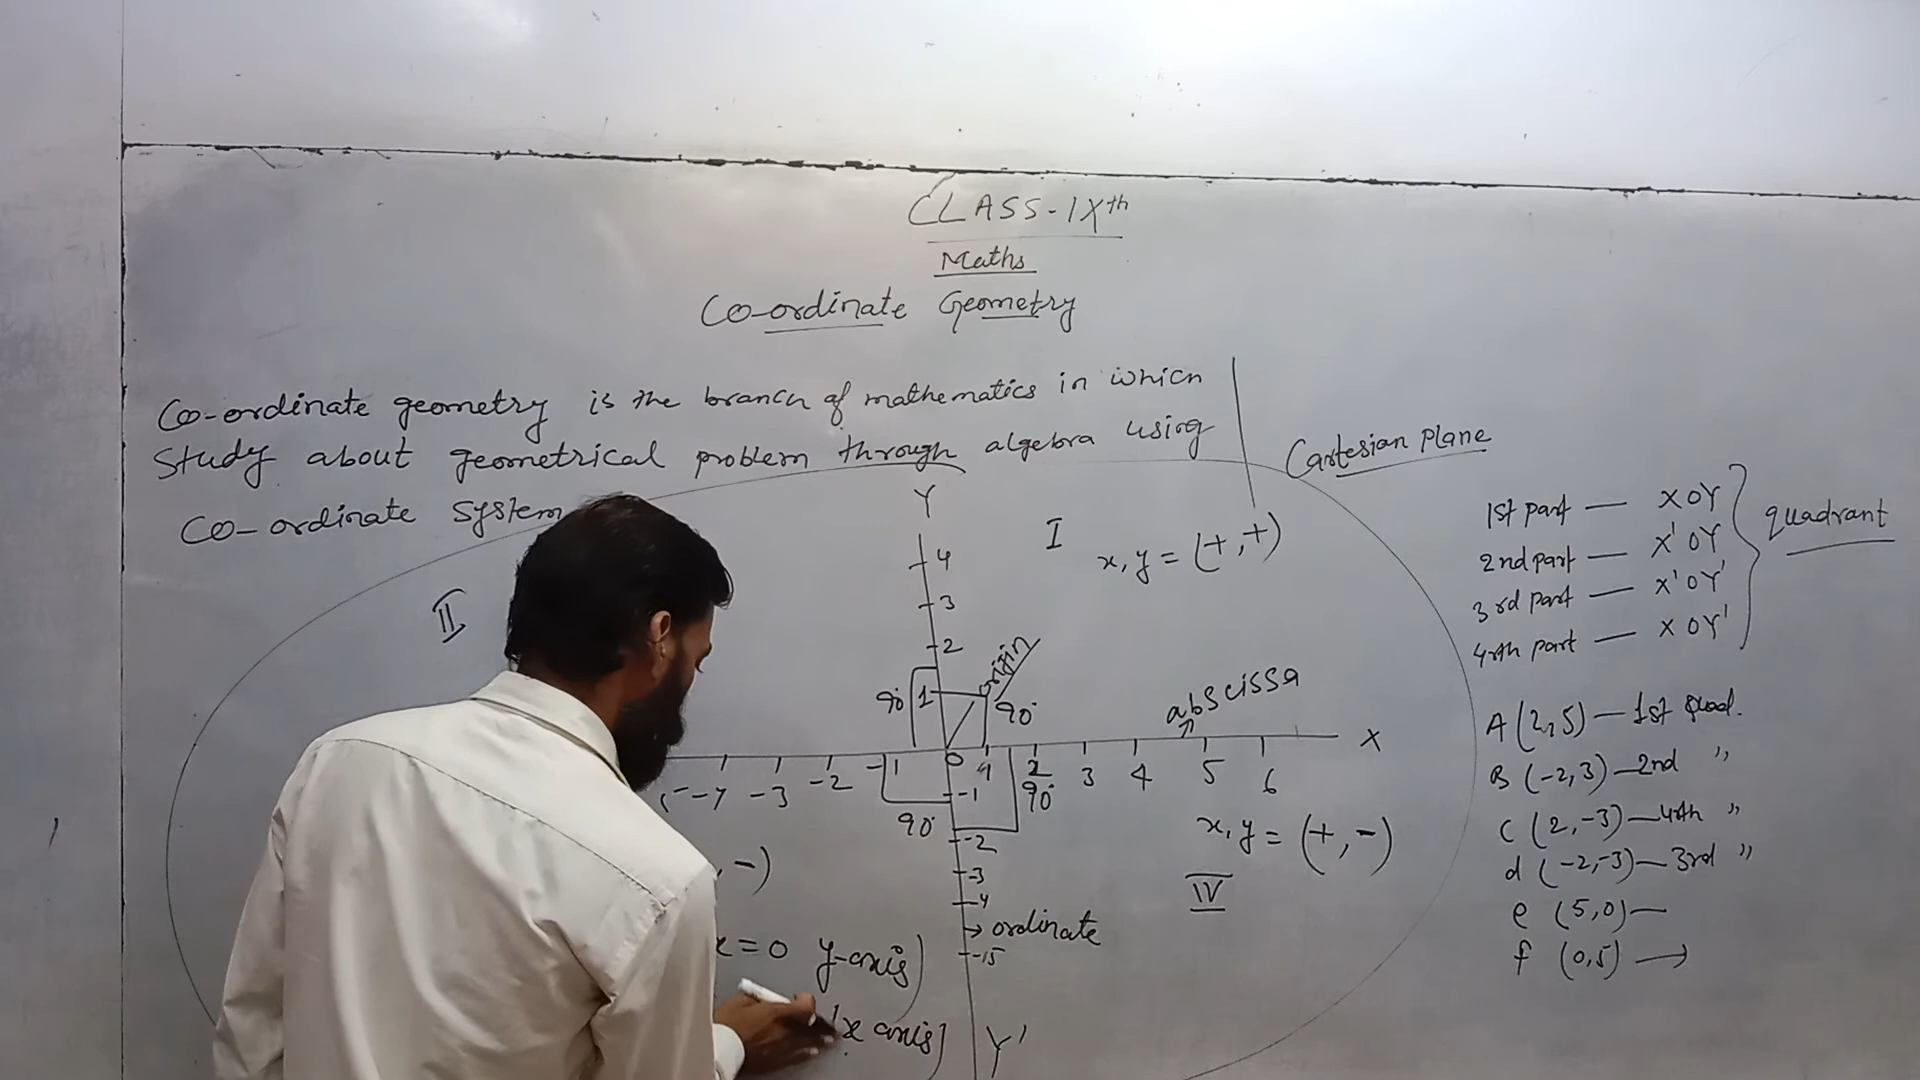 CLASS-IXth
Maths
Co-ordinate Geometry
Co-ordinate geometry is the branch of mathematics in which
study about geometrical problem through algebra using
Co-ordinate system
Cartesian Plane
1st part — XOY
2nd part — X'OY
3rd part — X'OY'
4rth part — XOY'
quadrant
Y
I
x, y = (+,+)
II
4
3
2
1
origin
90°
90°
abscissa
X
-3 -2 -1 0 1 2 3 4 5 6
90°
90°
-1
-2
-3
-4
-15
→ ordinate
x, y = (+, -)
IV
, -)
x=0 y-axis)
x axis)
Y'
A (2,5) — 1st quad.
B (-2,3) — 2nd "
C (2,-3) — 4th "
d (-2,-3) — 3rd "
e (5,0) —
f (0,5) →